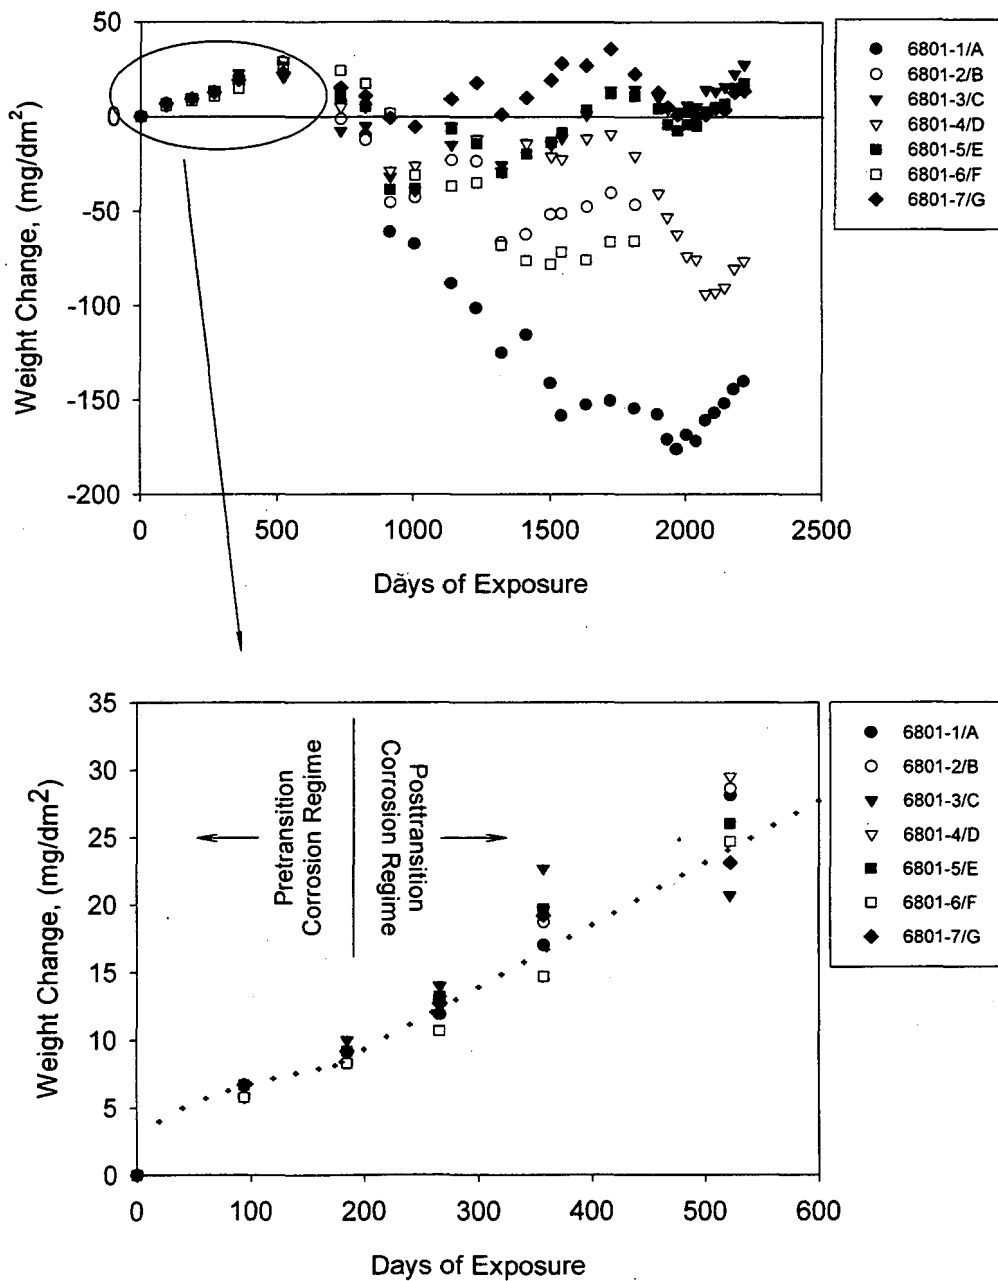 50
0
-50
-100
-150
-200
Weight Change, (mg/dm2)
0 500 1000 1500 2000 2500
Days of Exposure
6801-1/A
6801-2/B
6801-3/C
6801-4/D
6801-5/E
6801-6/F
6801-7/G
35
30
25
20
15
10
5
0
Weight Change, (mg/dm2)
Pretransition
Corrosion Regime
Posttransition
Corrosion Regime
0 100 200 300 400 500 600
Days of Exposure
6801-1/A
6801-2/B
6801-3/C
6801-4/D
6801-5/E
6801-6/F
6801-7/G